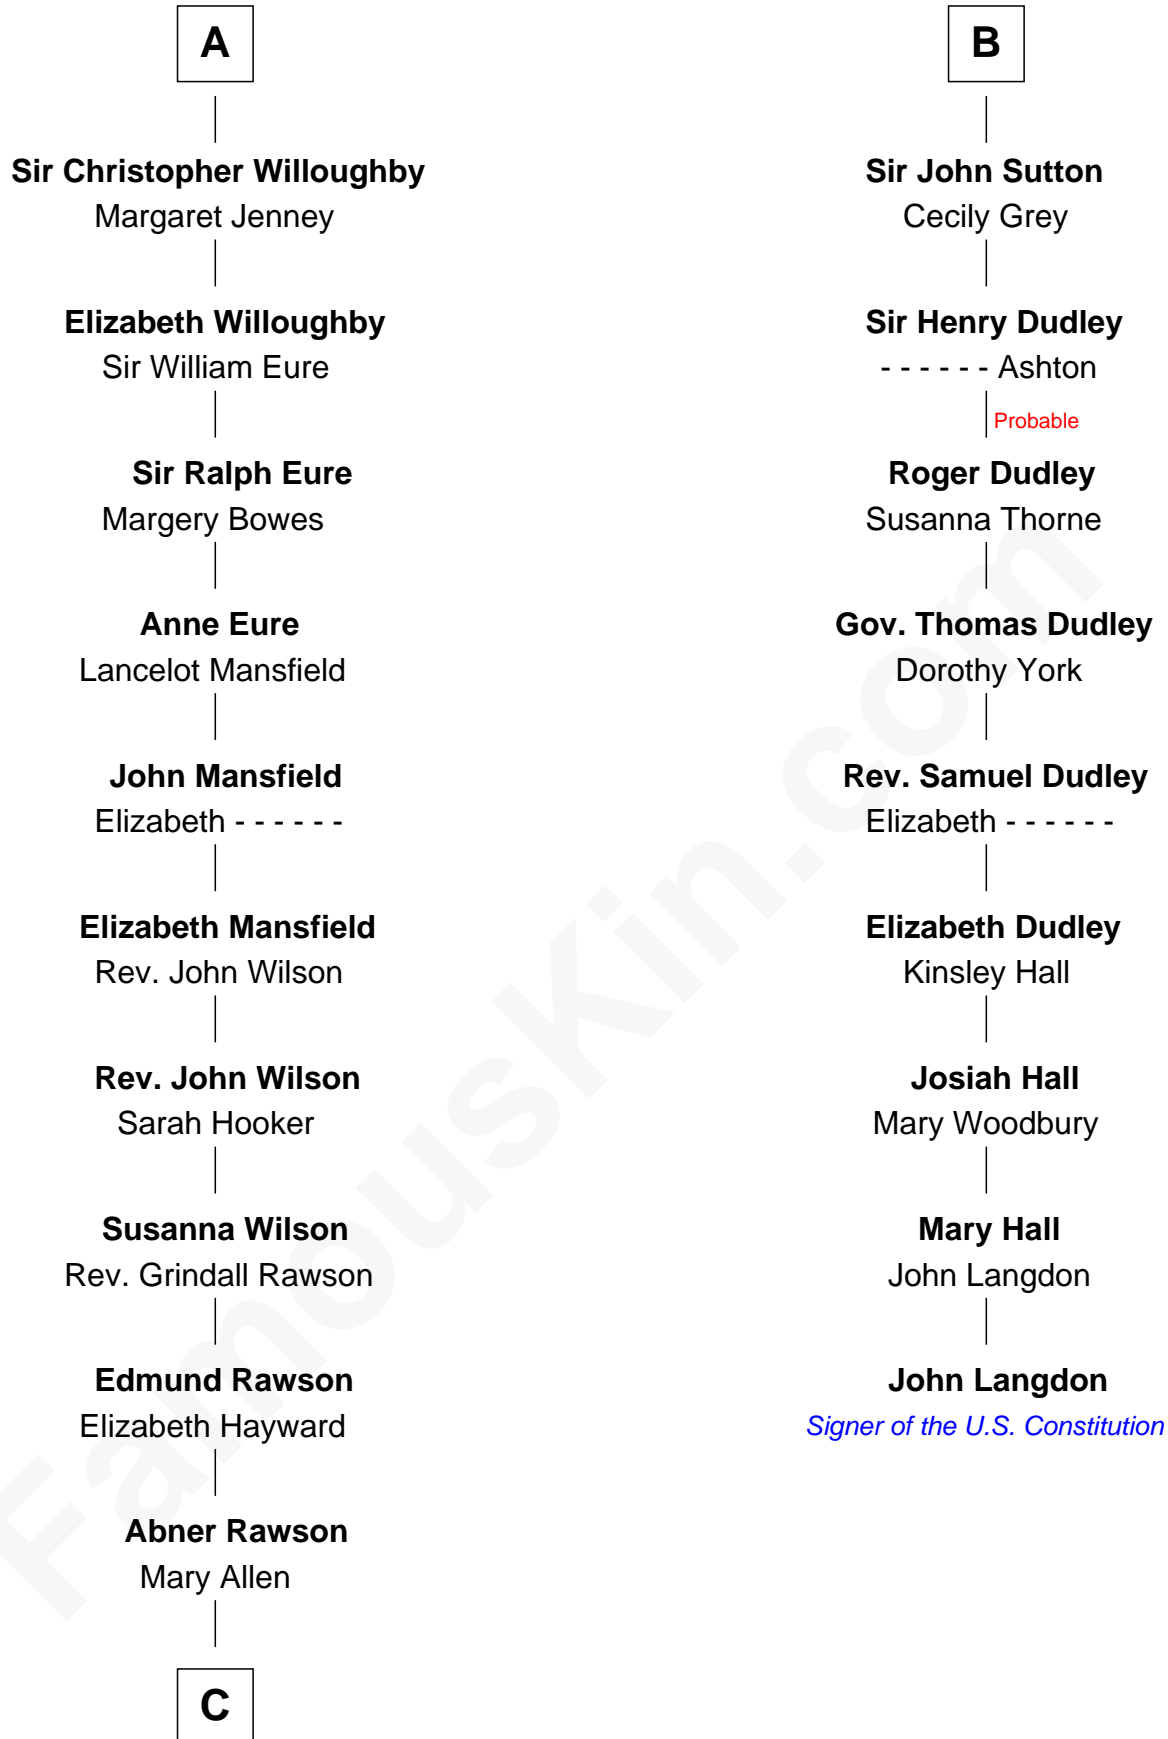 A
Sir Christopher Willoughby
Margaret Jenney
Elizabeth Willoughby
Sir William Eure
Sir Ralph Eure
Margery Bowes
Anne Eure
Lancelot Mansfield
John Mansfield
Elizabeth - - - - - -
Elizabeth Mansfield
Rev. John Wilson
Rev. John Wilson
Sarah Hooker
Susanna Wilson
Rev. Grindall Rawson
Edmund Rawson
Elizabeth Hayward
Abner Rawson
Mary Allen
C
B
Sir John Sutton
Cecily Grey
Sir Henry Dudley
- - - - - - Ashton
Probable
Roger Dudley
Susanna Thorne
Gov. Thomas Dudley
Dorothy York
Rev. Samuel Dudley
Elizabeth - - - - - -
Elizabeth Dudley
Kinsley Hall
Josiah Hall
Mary Woodbury
Mary Hall
John Langdon
John Langdon
Signer of the U.S. Constitution
FamousKin.com